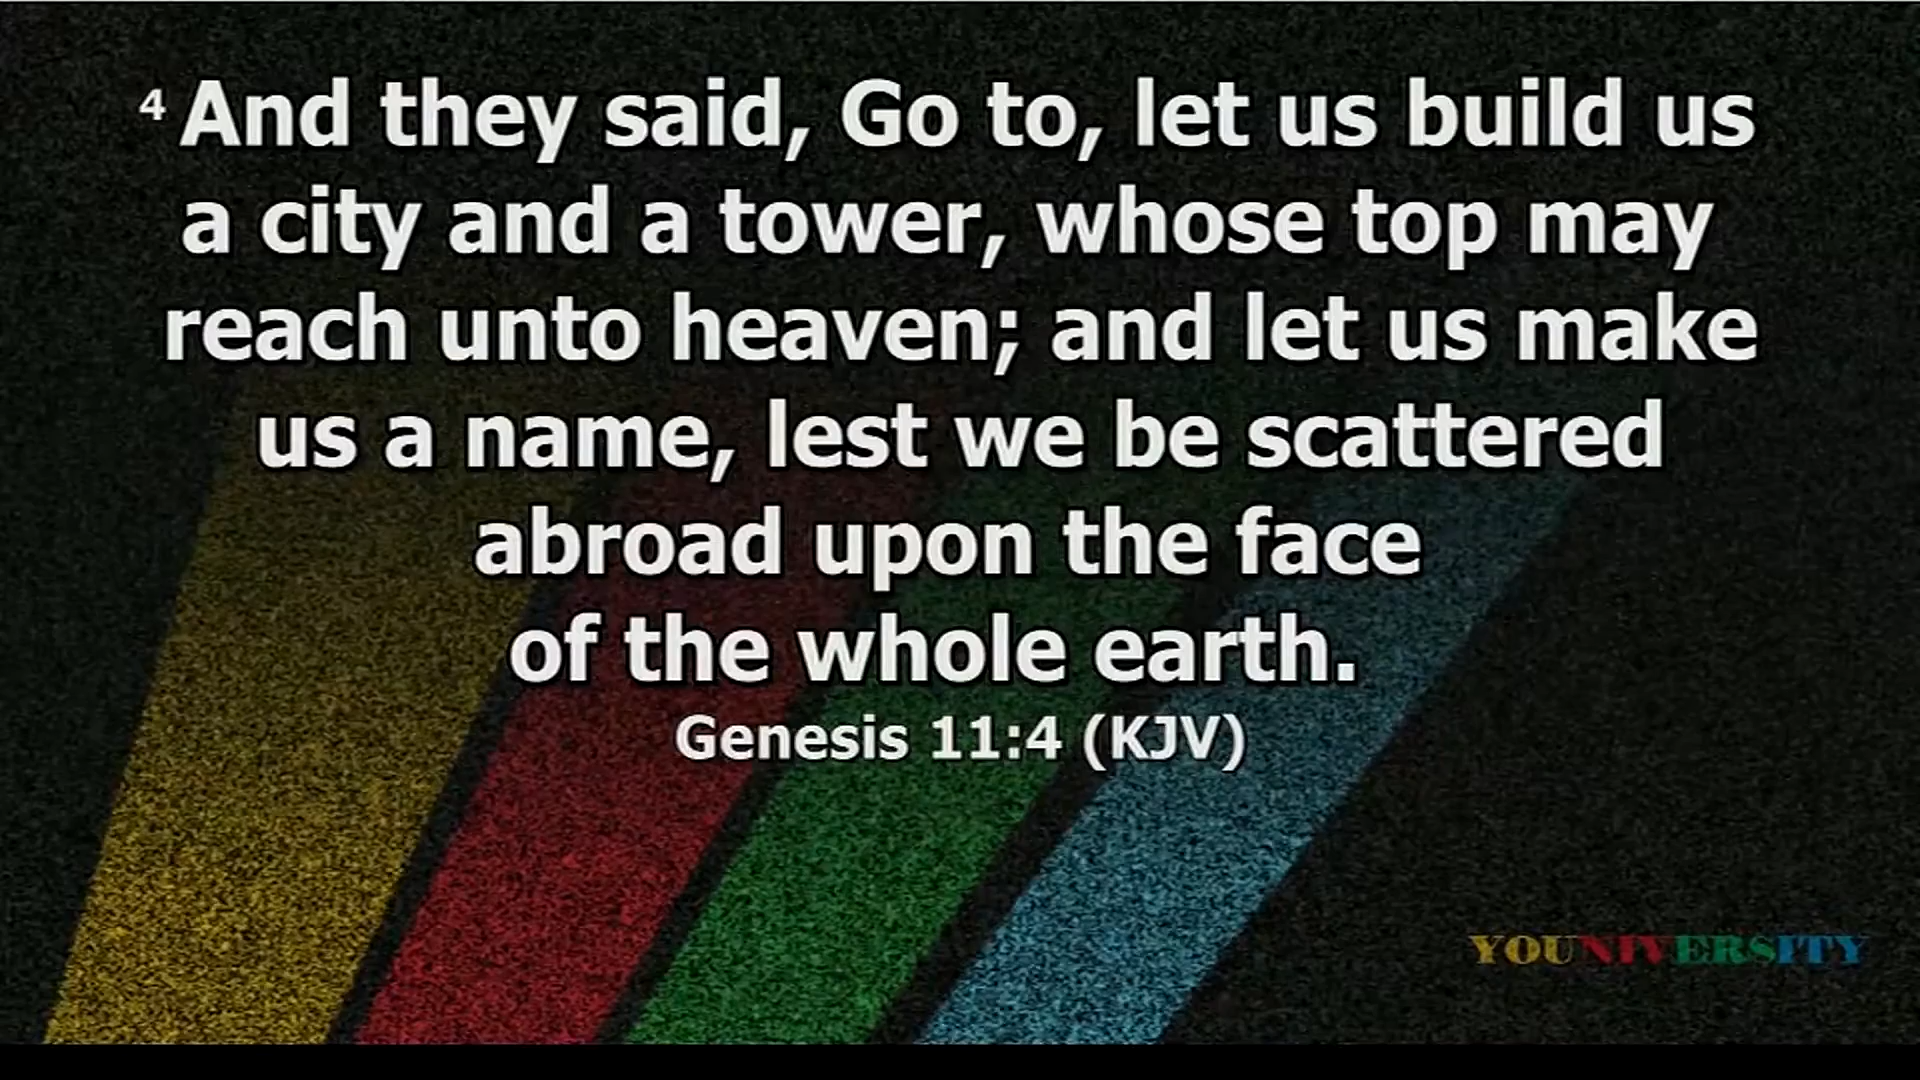 4 And they said, Go to, let us build us
a city and a tower, whose top may
reach unto heaven; and let us make
us a name, lest we be scattered
abroad upon the face
of the whole earth.
Genesis 11:4 (KJV)
YOUNIVERSITY